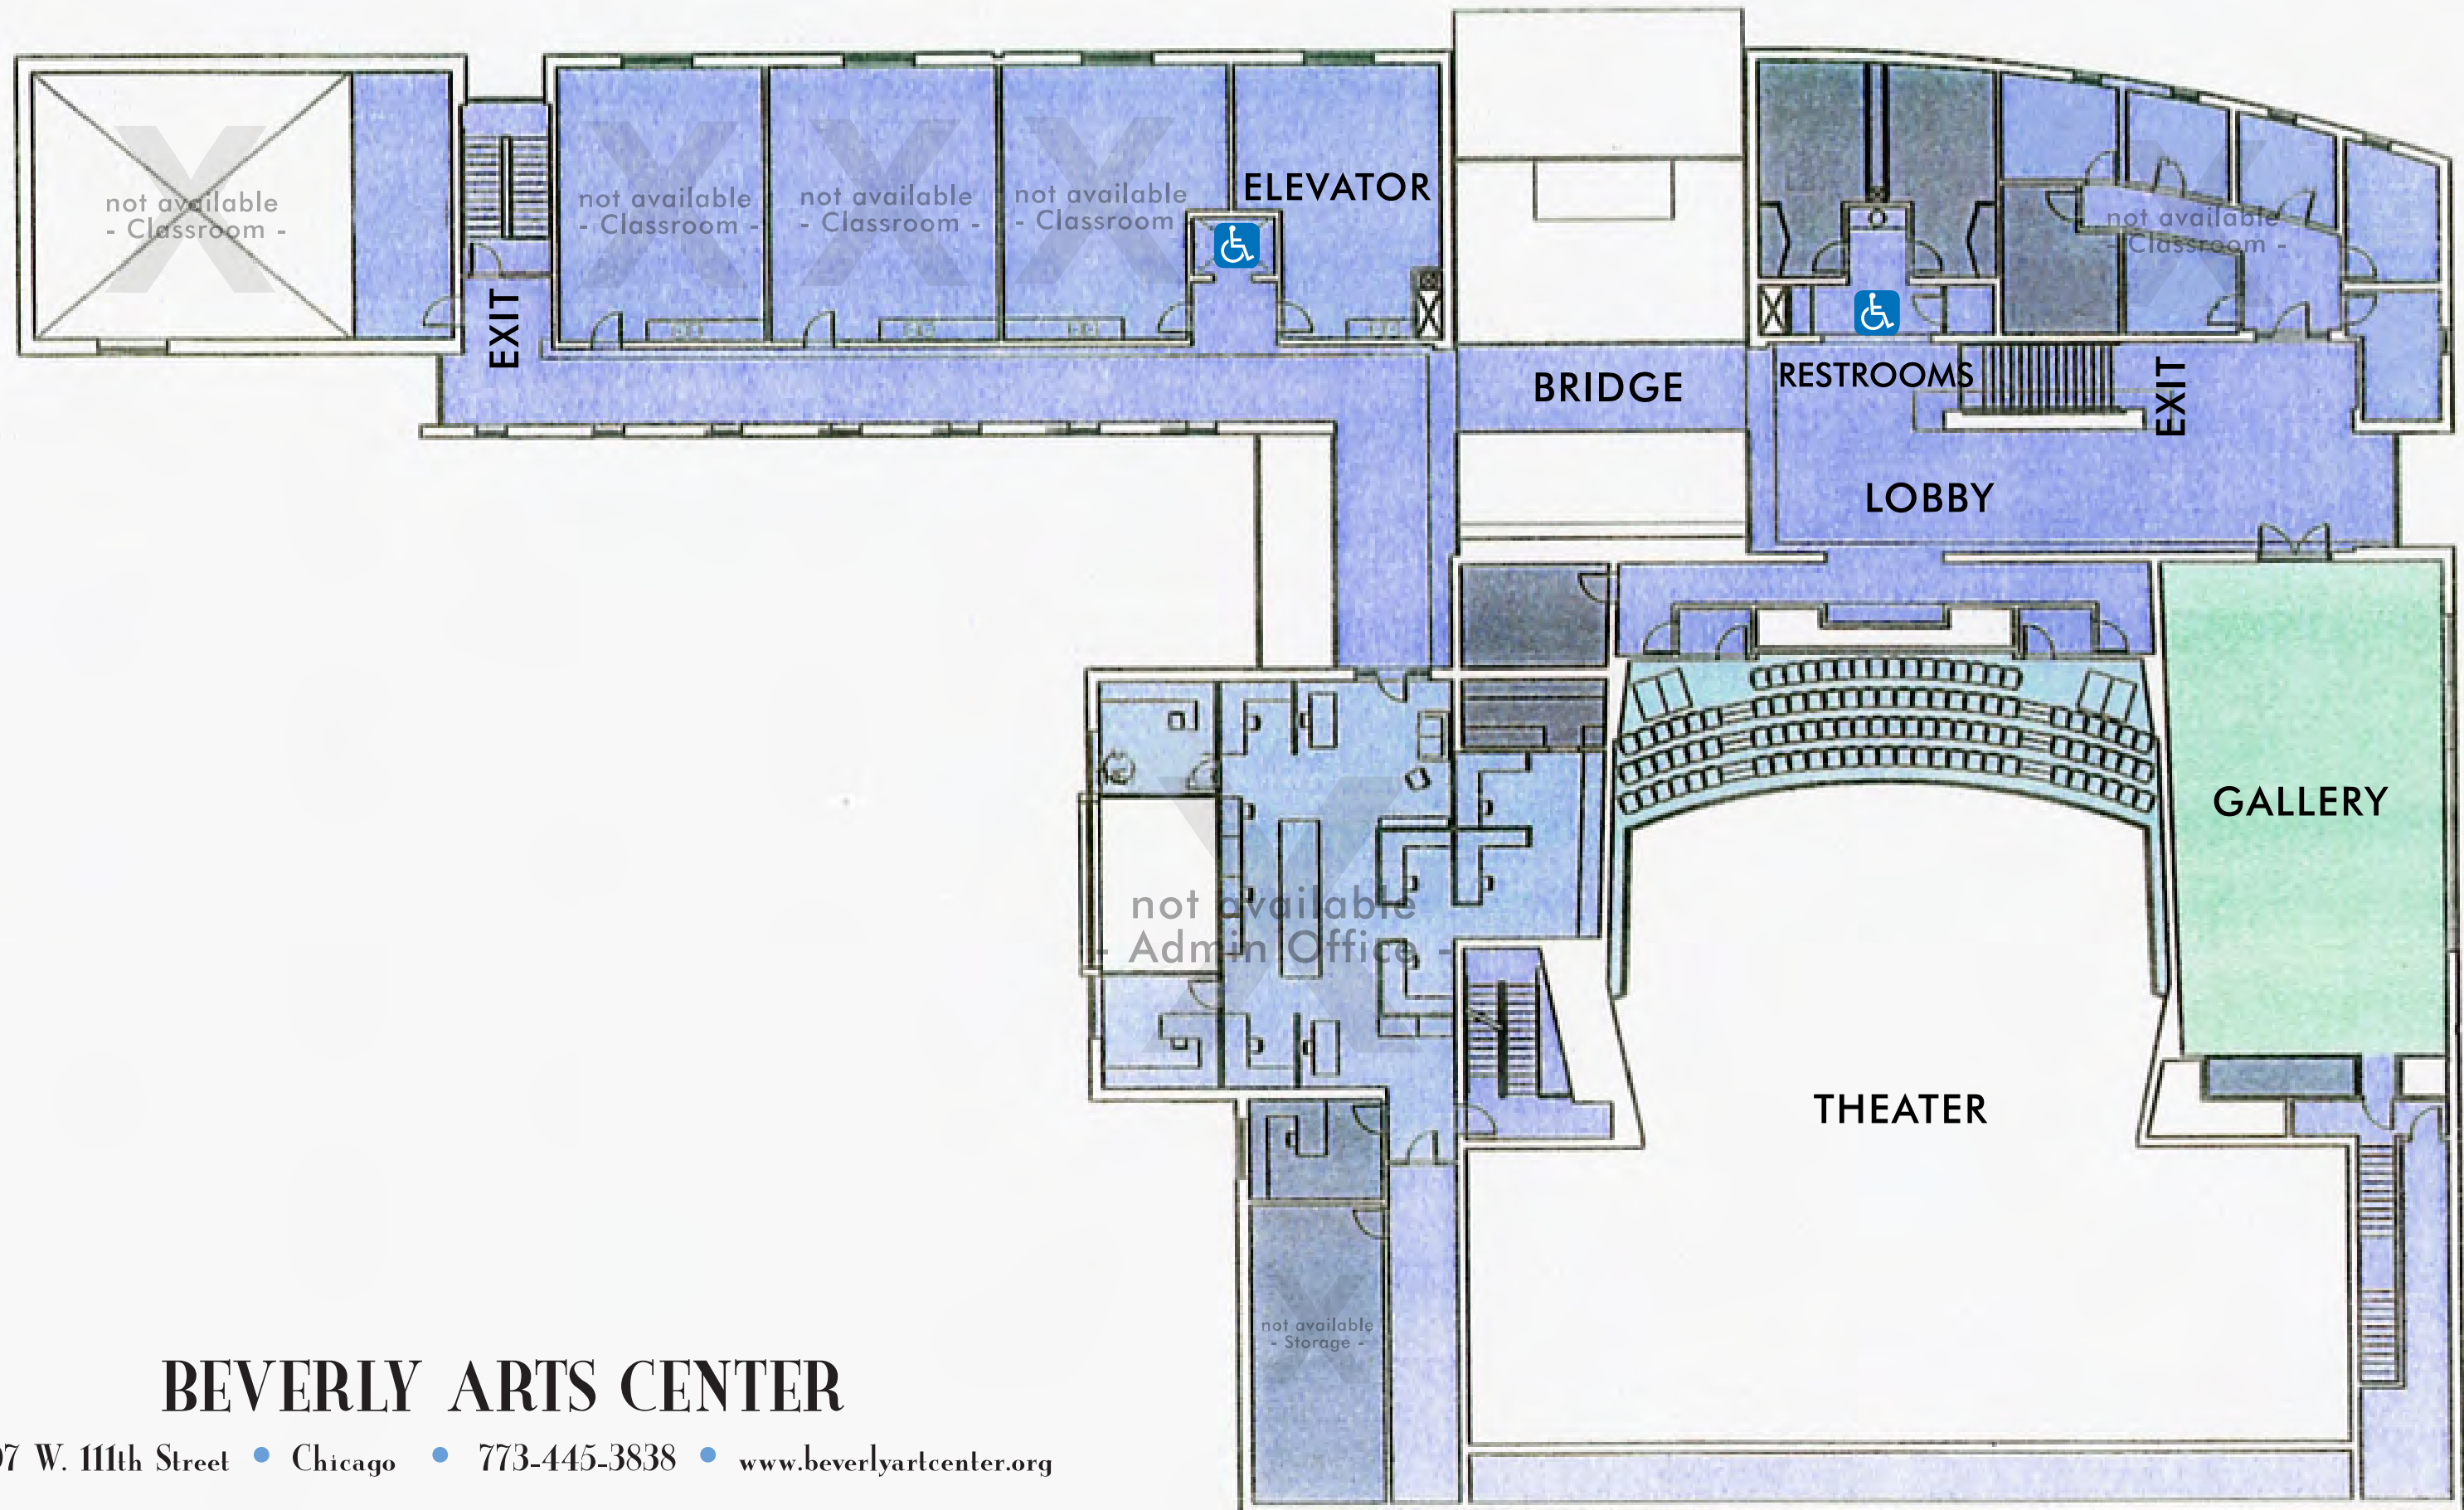 not available
- Classroom -
not available
- Classroom -
not available
- Classroom -
not available
- Classroom
ELEVATOR
not available
- Classroom -
EXIT
BRIDGE
RESTROOMS
EXIT
LOBBY
GALLERY
not available
- Admin Office -
THEATER
not available
- Storage -
BEVERLY ARTS CENTER
07 W. 111th Street • Chicago • 773-445-3838 • www.beverlyartcenter.org